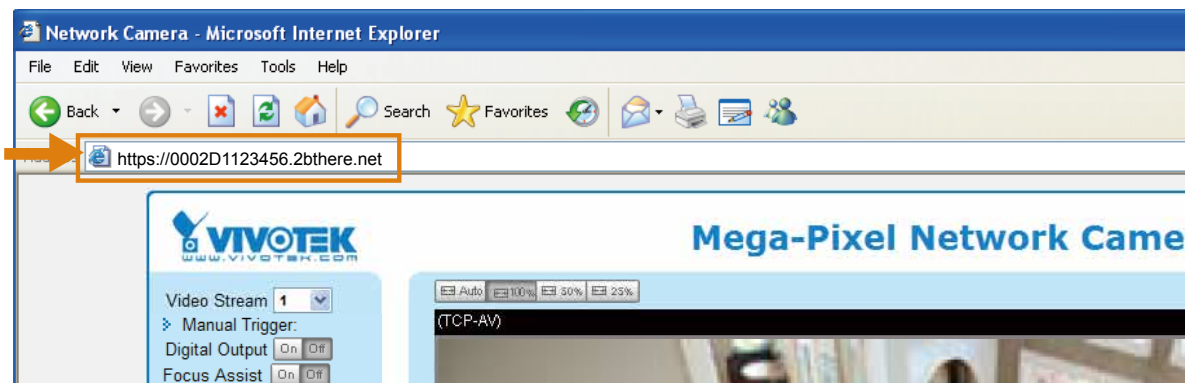 Network Camera - Microsoft Internet Explorer
File Edit View Favorites Tools Help
Back Search Favorites
https://0002D1123456.2bthere.net
VIVOTEK
www.vivotek.com
Mega-Pixel Network Came
Video Stream 1
Auto 100% 50% 25%
Manual Trigger:
(TCP-AV)
Digital Output On Off
Focus Assist On Off